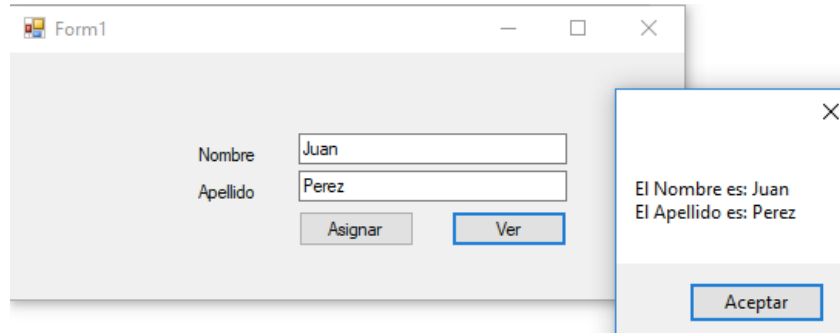 Form1
Nombre Juan
Apellido Perez
Asignar Ver
El Nombre es: Juan
El Apellido es: Perez
Aceptar